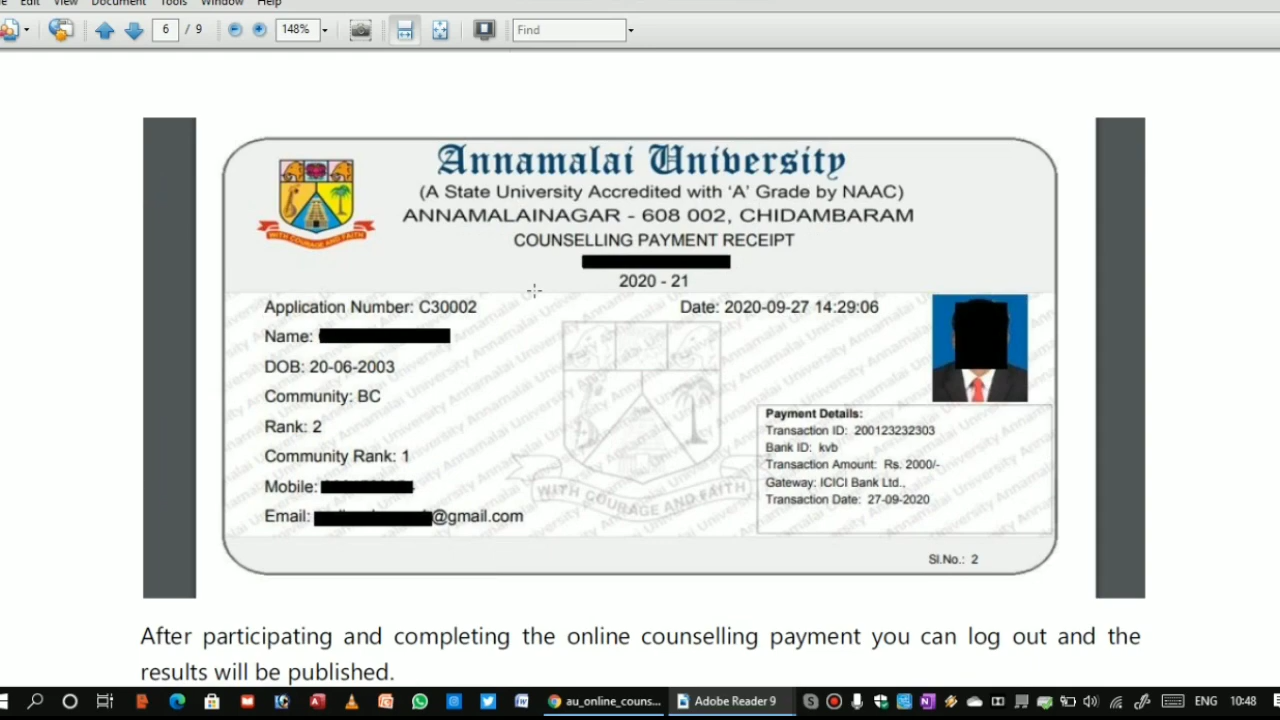 Edit View Document Tools Window Help
6 / 9 148% Find
Annamalai University
(A State University Accredited with 'A' Grade by NAAC)
ANNAMALAINAGAR - 608 002, CHIDAMBARAM
COUNSELLING PAYMENT RECEIPT
2020 - 21
WITH COURAGE AND FAITH
Application Number: C30002
Date: 2020-09-27 14:29:06
Name:
DOB: 20-06-2003
Community: BC
Rank: 2
Community Rank: 1
Mobile:
Email: @gmail.com
WITH COURAGE AND FAITH
Payment Details:
Transaction ID: 200123232303
Bank ID: kvb
Transaction Amount: Rs. 2000/-
Gateway: ICICI Bank Ltd.,
Transaction Date: 27-09-2020
Sl.No.: 2
After participating and completing the online counselling payment you can log out and the
results will be published.
au_online_couns... Adobe Reader 9 ENG 10:48